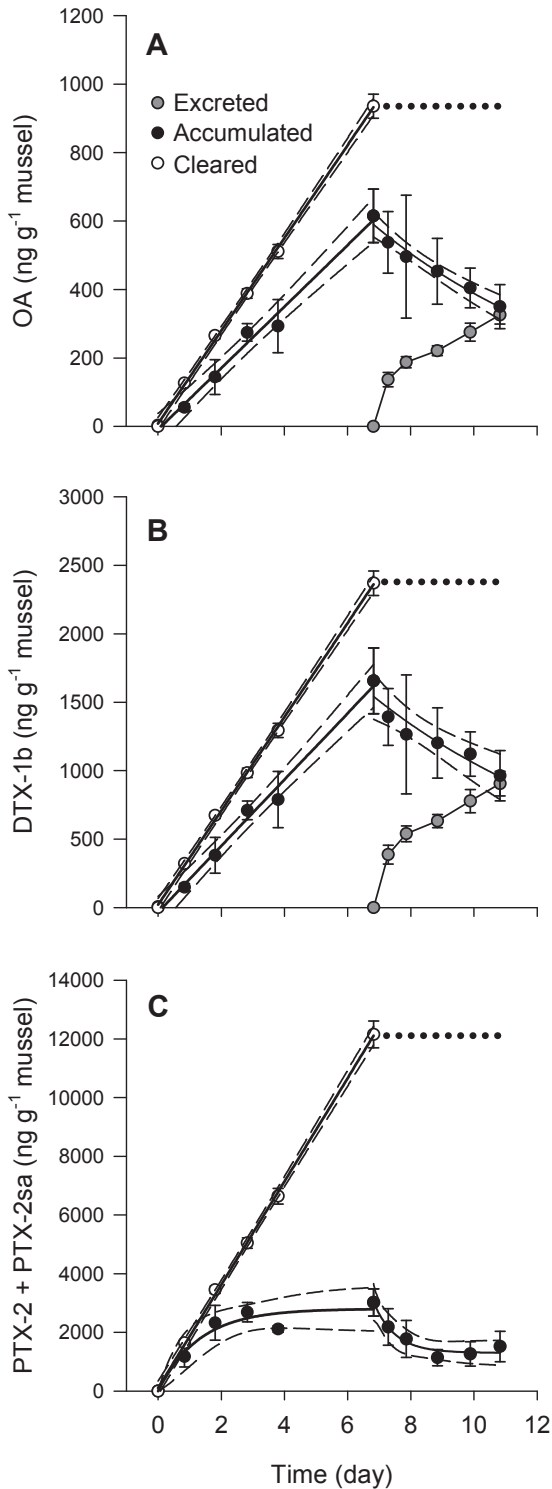 1200
A
1000
Excreted
Accumulated
800
Cleared
600
400
200
0
OA (ng g⁻¹ mussel)
3000
B
2500
2000
1500
1000
500
0
DTX-1b (ng g⁻¹ mussel)
14000
C
12000
10000
8000
6000
4000
2000
0
PTX-2 + PTX-2sa (ng g⁻¹ mussel)
0 2 4 6 8 10 12
Time (day)